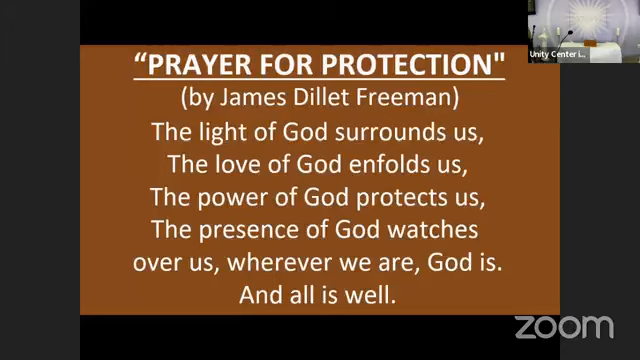 Unity Center i...
“PRAYER FOR PROTECTION"
(by James Dillet Freeman)
The light of God surrounds us,
The love of God enfolds us,
The power of God protects us,
The presence of God watches
over us, wherever we are, God is.
And all is well.
zoom